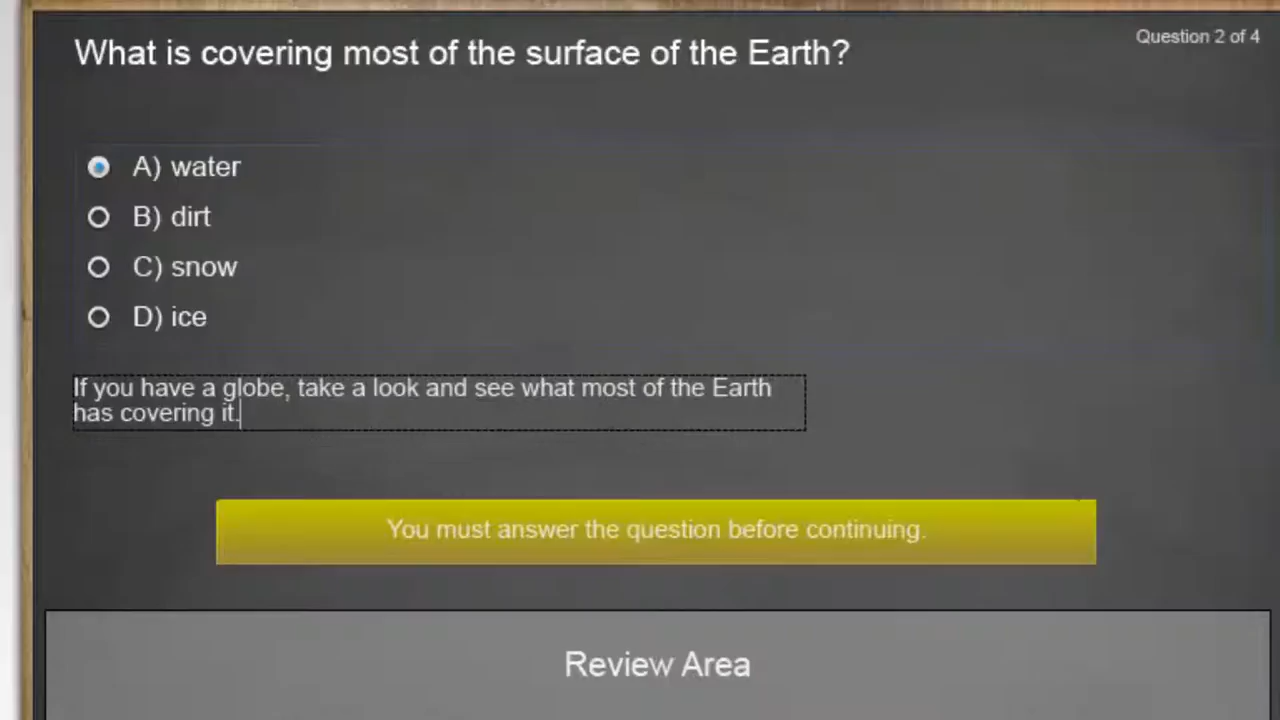 Question 2 of 4
What is covering most of the surface of the Earth?
A) water
B) dirt
C) snow
D) ice
If you have a globe, take a look and see what most of the Earth
has covering it.
You must answer the question before continuing.
Review Area